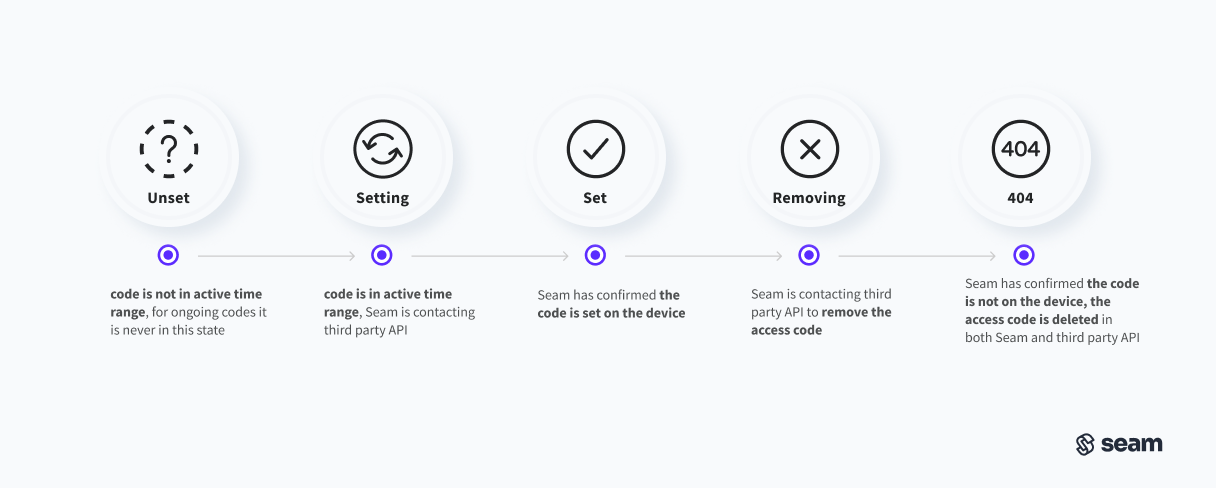 ?
404
Unset
Setting
Set
Removing
404
code is not in active time
range, for ongoing codes it
is never in this state
code is in active time
range, Seam is contacting
third party API
Seam has confirmed the
code is set on the device
Seam is contacting third
party API to remove the
access code
Seam has confirmed the code
is not on the device, the
access code is deleted in
both Seam and third party API
seam